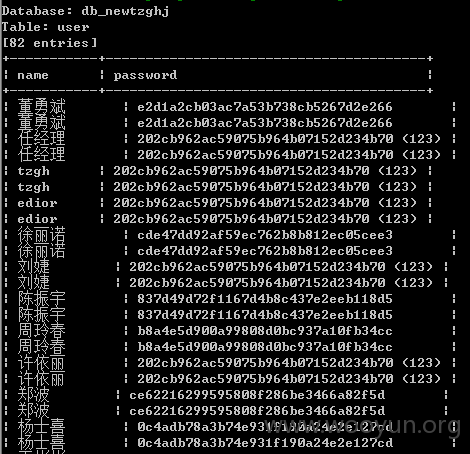 Database: db_newtzghj
Table: user
[82 entries]
+-----------+----------------------------------------+
| name | password |
+-----------+----------------------------------------+
| 董勇斌 | e2d1a2cb03ac7a53b738cb5267d2e266 |
| 董勇斌 | e2d1a2cb03ac7a53b738cb5267d2e266 |
| 任经理 | 202cb962ac59075b964b07152d234b70 (123) |
| 任经理 | 202cb962ac59075b964b07152d234b70 (123) |
| tzgh | 202cb962ac59075b964b07152d234b70 (123) |
| tzgh | 202cb962ac59075b964b07152d234b70 (123) |
| edior | 202cb962ac59075b964b07152d234b70 (123) |
| edior | 202cb962ac59075b964b07152d234b70 (123) |
| 徐丽诺 | cde47dd92af59ec762b8b812ec05cee3 |
| 徐丽诺 | cde47dd92af59ec762b8b812ec05cee3 |
| 刘婕 | 202cb962ac59075b964b07152d234b70 (123) |
| 刘婕 | 202cb962ac59075b964b07152d234b70 (123) |
| 陈振宇 | 837d49d72f1167d4b8c437e2eeb118d5 |
| 陈振宇 | 837d49d72f1167d4b8c437e2eeb118d5 |
| 周玲春 | b8a4e5d900a99808d0bc937a10fb34cc |
| 周玲春 | b8a4e5d900a99808d0bc937a10fb34cc |
| 许依丽 | 202cb962ac59075b964b07152d234b70 (123) |
| 许依丽 | 202cb962ac59075b964b07152d234b70 (123) |
| 郑波 | ce62216299595808f286be3466a82f5d |
| 郑波 | ce62216299595808f286be3466a82f5d |
| 杨士喜 | 0c4adb78a3b74e931f190a24e2e127cd |
| 杨士喜 | 0c4adb78a3b74e931f190a24e2e127cd |
www.wooyun.org